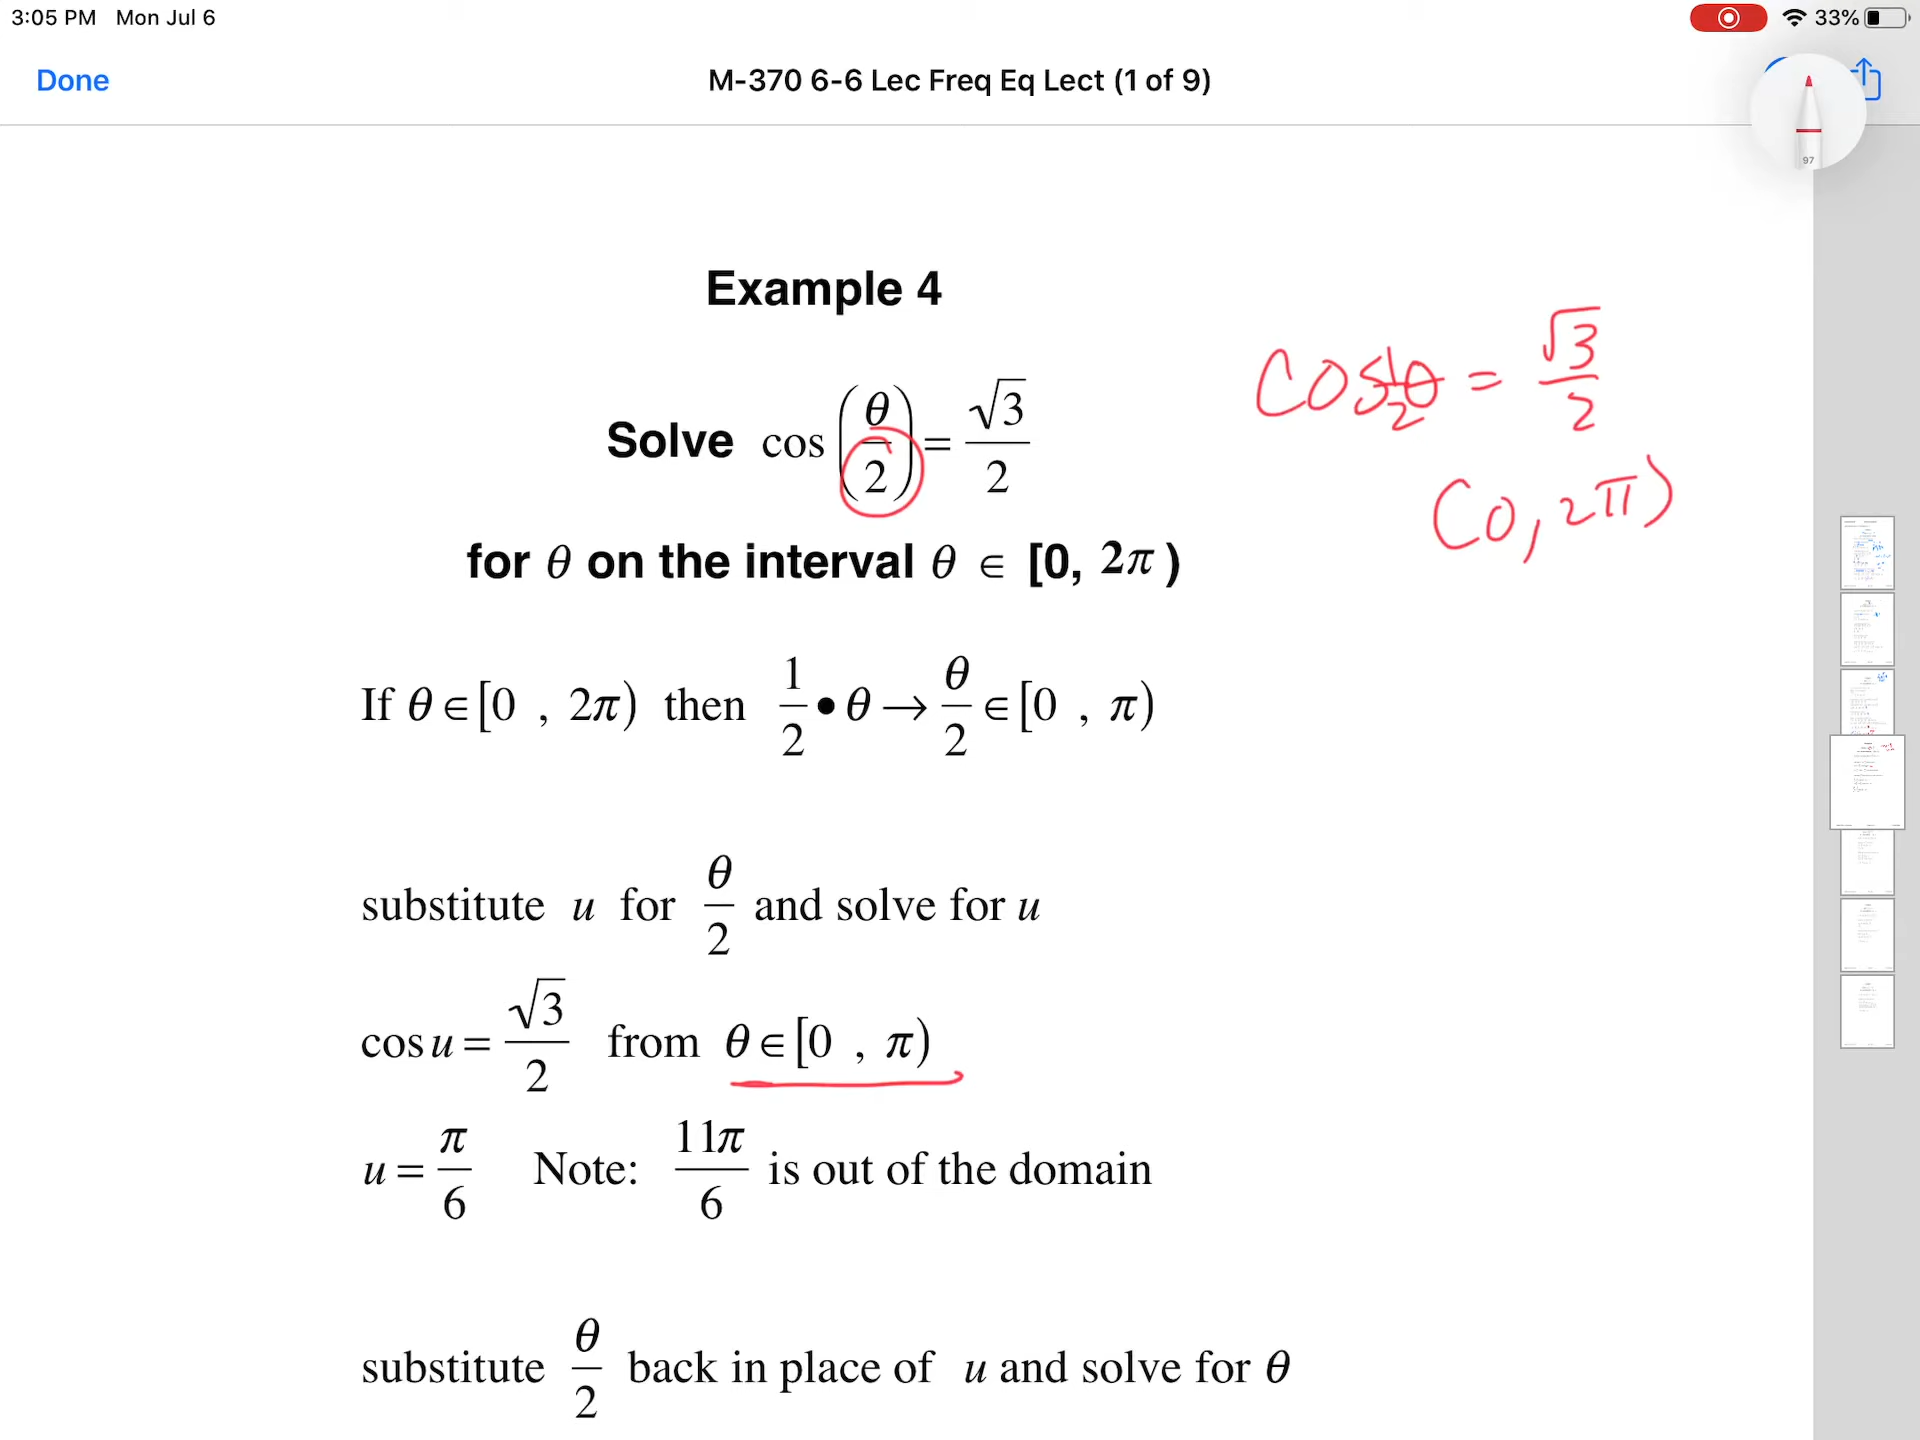 3:05 PM Mon Jul 6 33%
Done M-370 6-6 Lec Freq Eq Lect (1 of 9)
97
Example 4
Solve cos(θ/2) = √3/2
cos ½θ = √3/2
[0, 2π)
for θ on the interval θ ∈ [0, 2π)
If θ ∈ [0 , 2π) then 1/2 • θ → θ/2 ∈ [0 , π)
substitute u for θ/2 and solve for u
cos u = √3/2 from θ ∈ [0 , π)
u = π/6 Note: 11π/6 is out of the domain
substitute θ/2 back in place of u and solve for θ